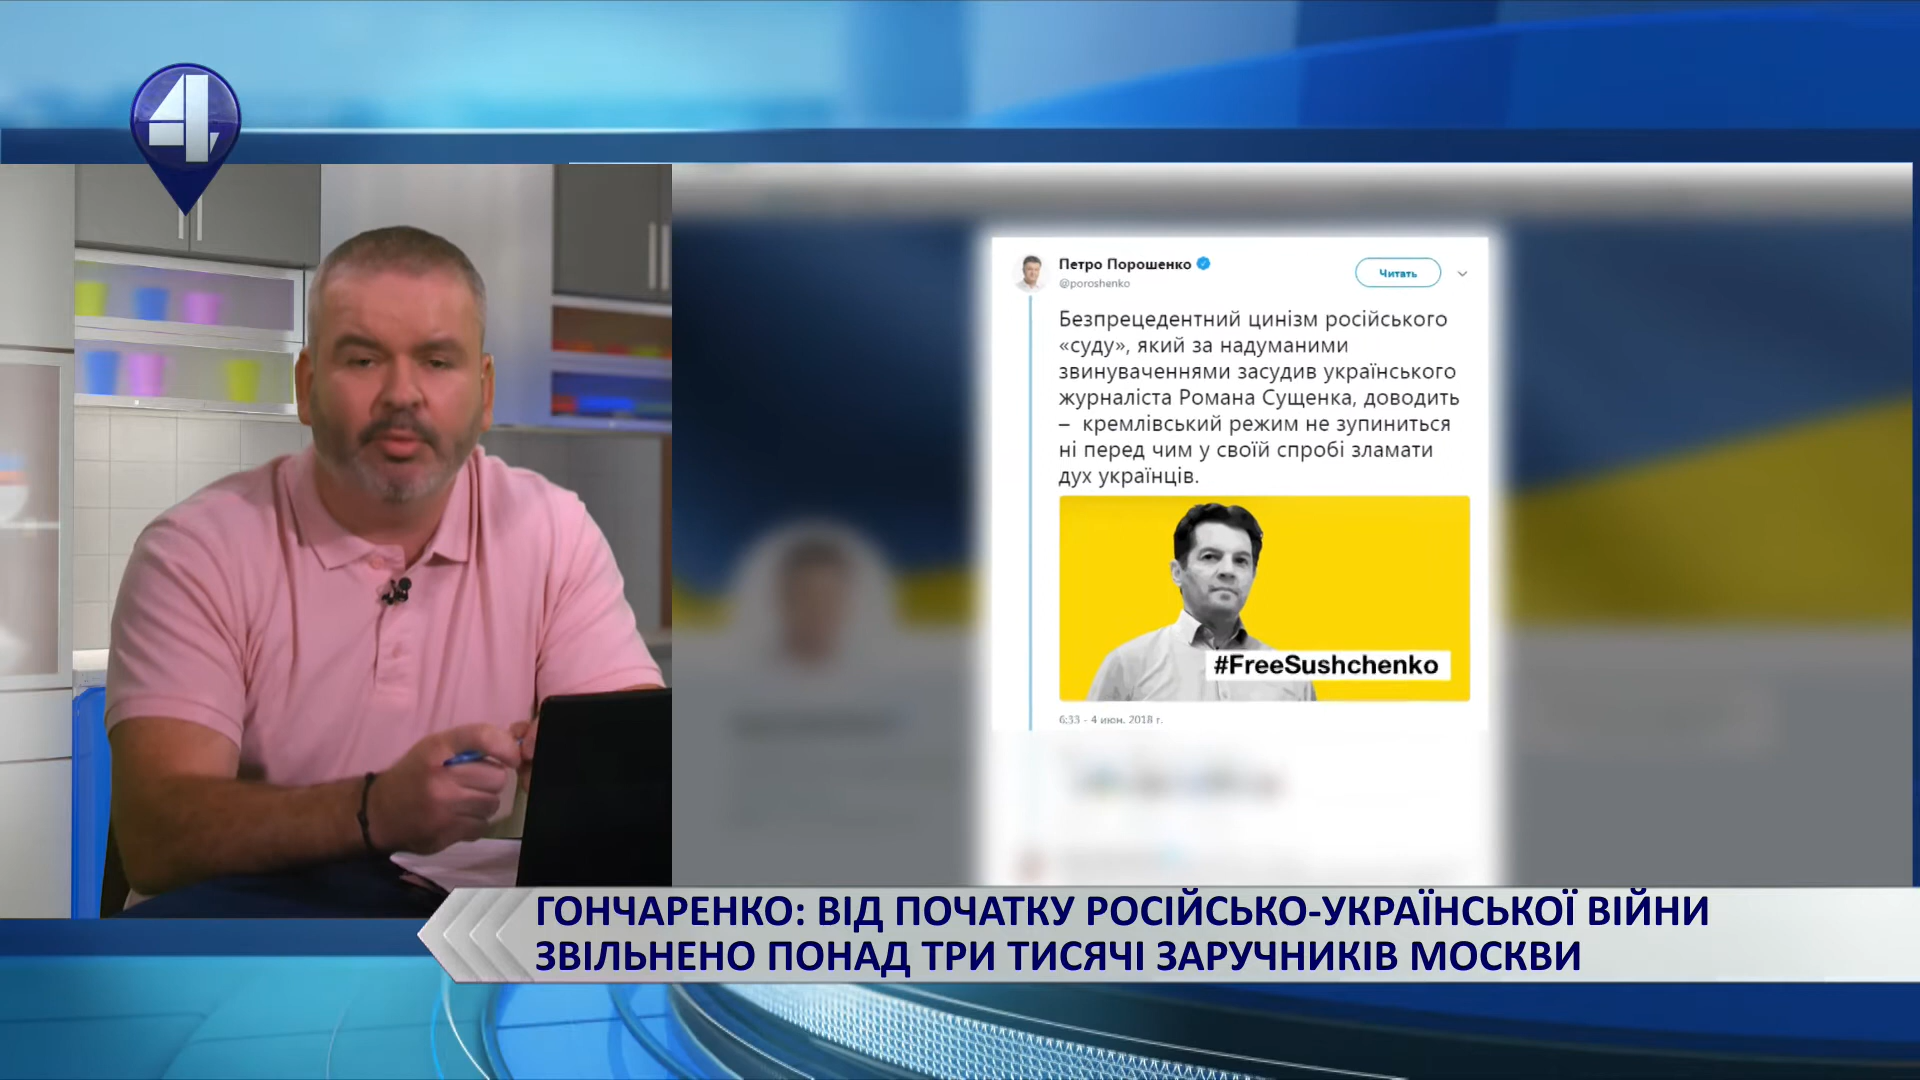 4
Петро Порошенко
@poroshenko
Читать
Безпрецедентний цинізм російського
«суду», який за надуманими
звинуваченнями засудив українського
журналіста Романа Сущенка, доводить
– кремлівський режим не зупиниться
ні перед чим у своїй спробі зламати
дух українців.
#FreeSushchenko
6:33 - 4 июн. 2018 г.
ГОНЧАРЕНКО: ВІД ПОЧАТКУ РОСІЙСЬКО-УКРАЇНСЬКОЇ ВІЙНИ
ЗВІЛЬНЕНО ПОНАД ТРИ ТИСЯЧІ ЗАРУЧНИКІВ МОСКВИ